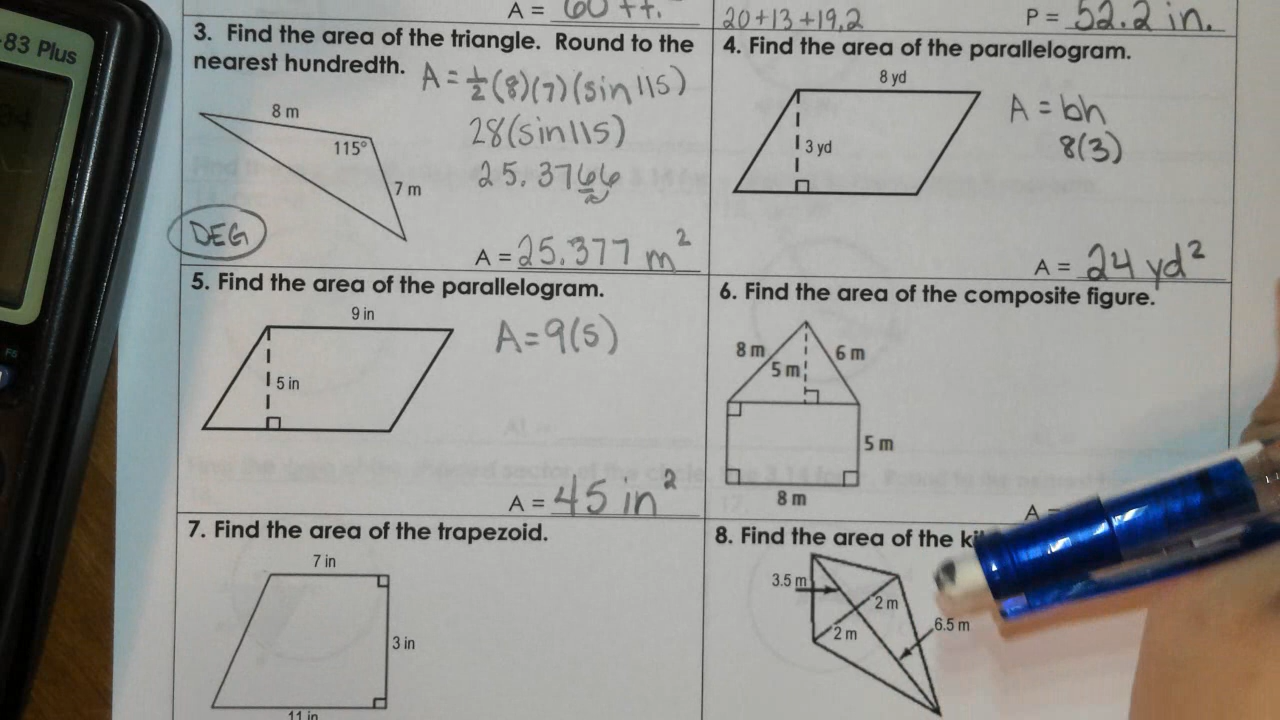 A = 60 ft.
20+13+19.2
P = 52.2 in.
-83 Plus
3. Find the area of the triangle. Round to the
nearest hundredth.
A = 1/2 (8)(7)(sin 115)
8 m
115°
7 m
28(sin 115)
25.3766
DEG
A = 25.377 m²
4. Find the area of the parallelogram.
8 yd
3 yd
A = bh
8(3)
A = 24 yd²
5. Find the area of the parallelogram.
9 in
5 in
A = 9(5)
A = 45 in²
6. Find the area of the composite figure.
8 m
6 m
5 m
5 m
8 m
A =
7. Find the area of the trapezoid.
7 in
3 in
11 in
8. Find the area of the ki
3.5 m
2 m
2 m
6.5 m
F6